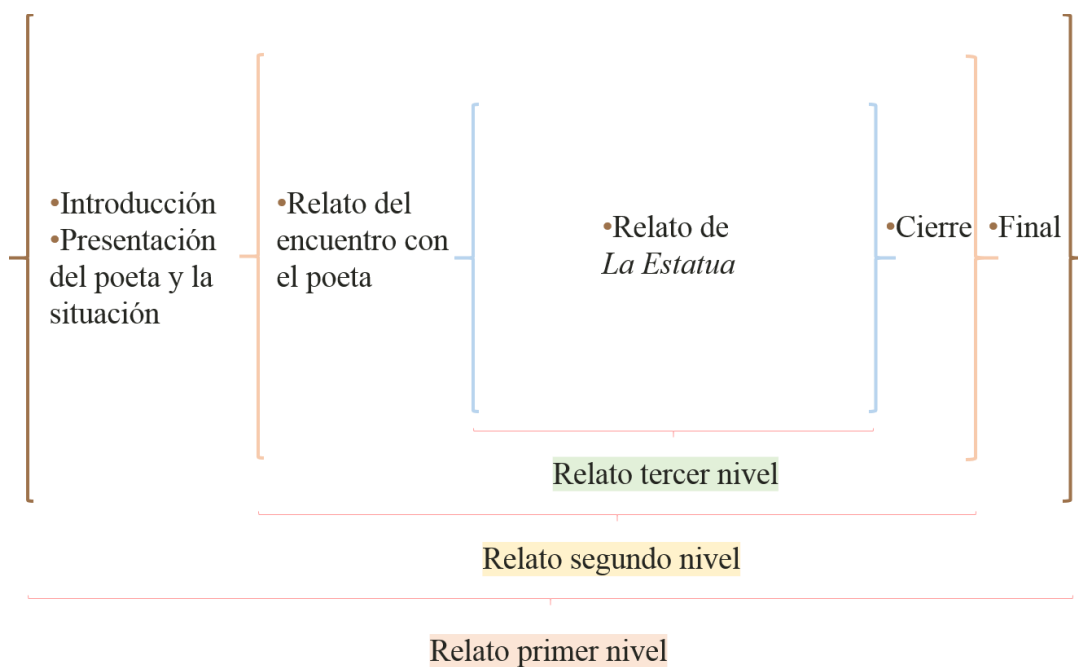 •Introducción
•Presentación
del poeta y la
situación
•Relato del
encuentro con
el poeta
•Relato de
La Estatua
•Cierre
•Final
Relato tercer nivel
Relato segundo nivel
Relato primer nivel